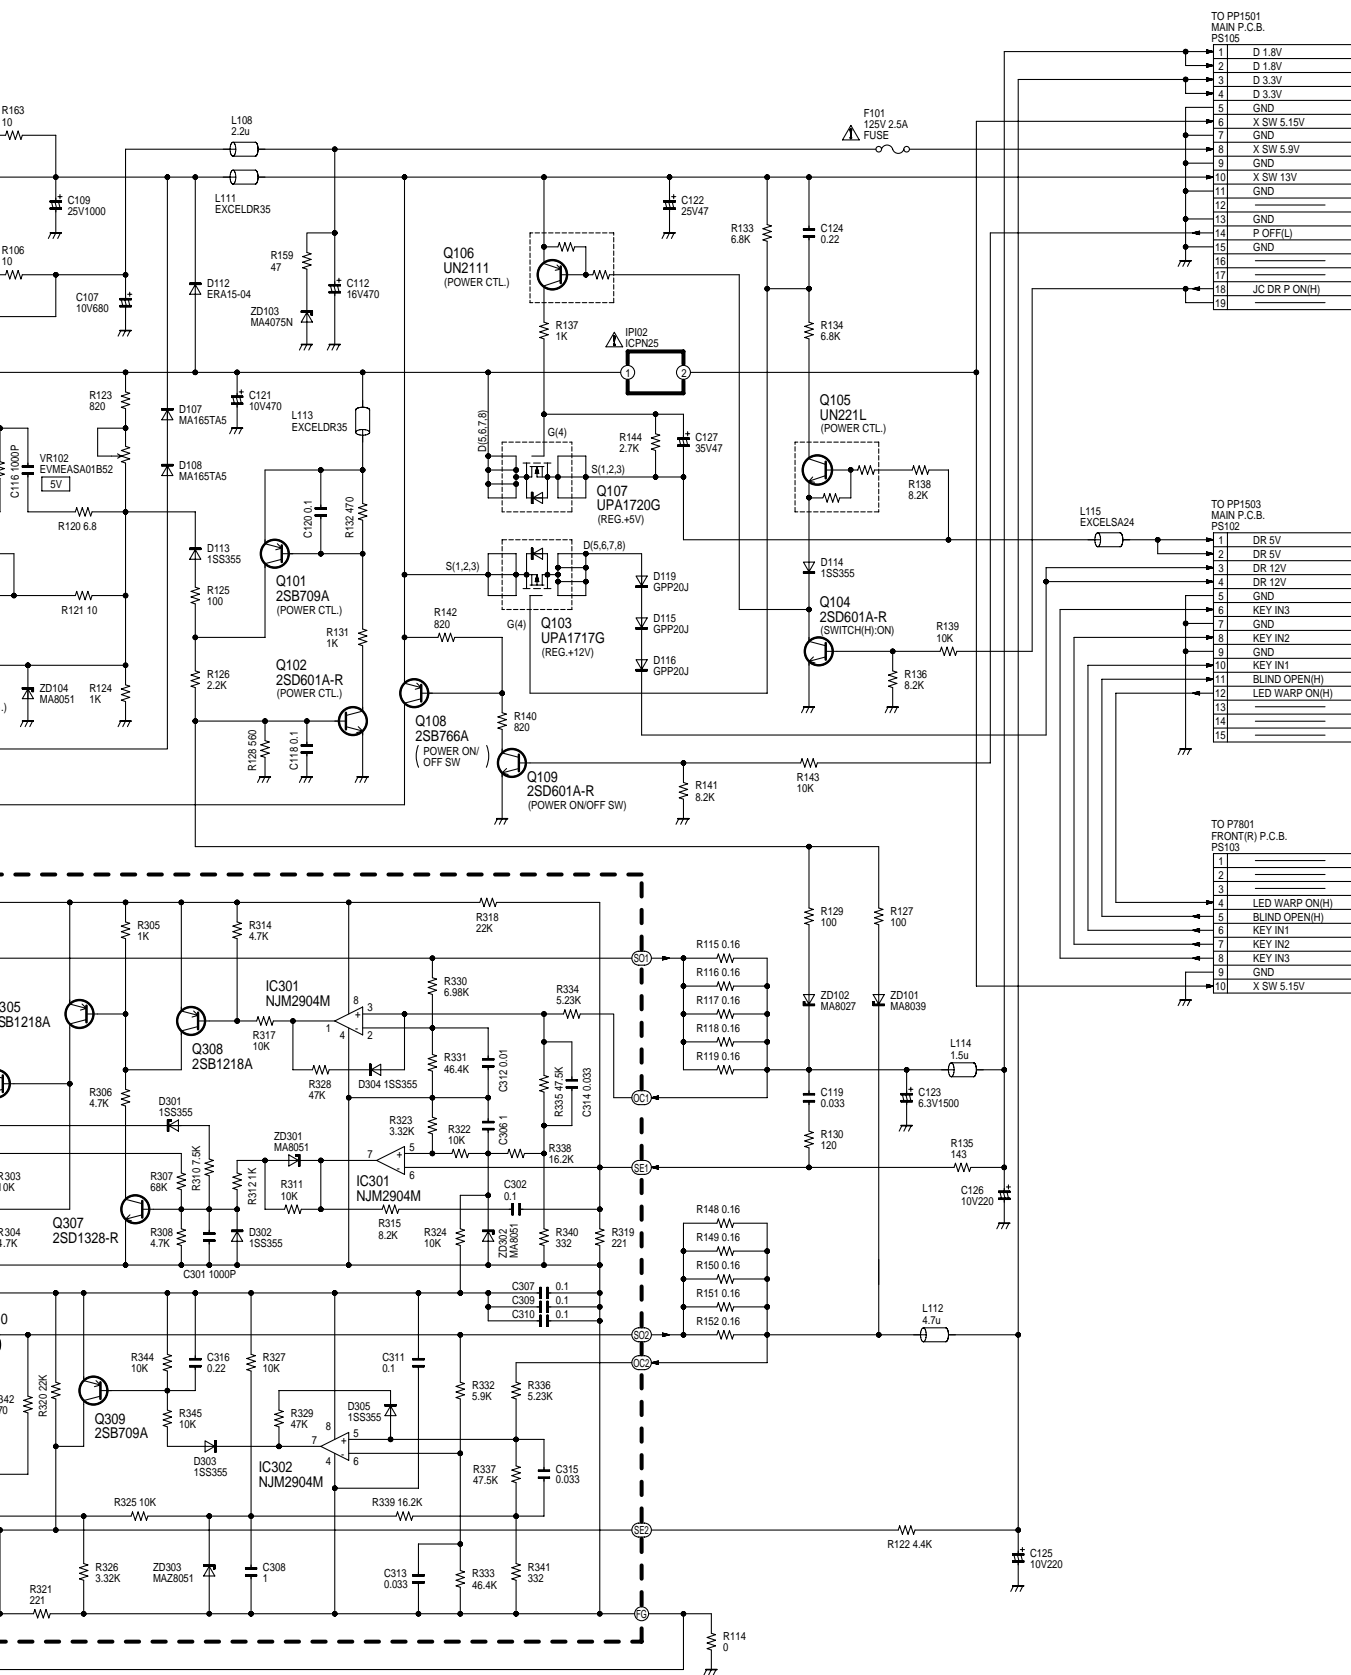 TO PP1501
MAIN P.C.B.
PS105
1 D 1.8V
2 D 1.8V
3 D 3.3V
4 D 3.3V
5 GND
6 X SW 5.15V
7 GND
8 X SW 5.9V
9 GND
10 X SW 13V
11 GND
12
13 GND
14 P OFF(L)
15 GND
16
17
18 JC DR P ON(H)
19
R163
10
L108
2.2u
F101
125V 2.5A
FUSE
C109
25V1000
L111
EXCELDR35
C122
25V47
R133
6.8K
C124
0.22
R106
10
R159
47
Q106
UN2111
(POWER CTL.)
C107
10V680
D112
ERA15-04
C112
16V470
ZD103
MA4075N
R137
1K
IPI02
ICPN25
1
2
R134
6.8K
R123
820
C121
10V470
L113
EXCELDR35
D107
MA165TA5
D(5,6,7,8)
G(4)
R144
2.7K
C127
35V47
Q105
UN221L
(POWER CTL.)
C116 1000P
VR102
EVMEASA01B52
5V
D108
MA165TA5
S(1,2,3)
Q107
UPA1720G
(REG.+5V)
R138
8.2K
R120 6.8
C120 0.1
R132 470
L115
EXCELSA24
TO PP1503
MAIN P.C.B.
PS102
1 DR 5V
2 DR 5V
3 DR 12V
4 DR 12V
5 GND
6 KEY IN3
7 GND
8 KEY IN2
9 GND
10 KEY IN1
11 BLIND OPEN(H)
12 LED WARP ON(H)
13
14
15
D113
1SS355
Q101
2SB709A
(POWER CTL.)
R125
100
D(5,6,7,8)
S(1,2,3)
D119
GPP20J
D114
1SS355
R121 10
R142
820
G(4)
Q103
UPA1717G
(REG.+12V)
D115
GPP20J
Q104
2SD601A-R
(SWITCH(H):ON)
R139
10K
R131
1K
Q102
2SD601A-R
(POWER CTL.)
D116
GPP20J
R136
8.2K
.)
ZD104
MA8051
R124
1K
R126
2.2K
Q108
2SB766A
( POWER ON/
OFF SW )
R140
820
R128 560
C118 0.1
Q109
2SD601A-R
(POWER ON/OFF SW)
R141
8.2K
R143
10K
TO P7801
FRONT(R) P.C.B.
PS103
1
2
3
4 LED WARP ON(H)
5 BLIND OPEN(H)
6 KEY IN1
7 KEY IN2
8 KEY IN3
9 GND
10 X SW 5.15V
R305
1K
R314
4.7K
R318
22K
R129
100
R127
100
SO1
R115 0.16
R116 0.16
R117 0.16
R118 0.16
R119 0.16
305
SB1218A
IC301
NJM2904M
8
3
1
4
2
R330
6.98K
R334
5.23K
ZD102
MA8027
ZD101
MA8039
Q308
2SB1218A
R317
10K
R328
47K
D304 1SS355
R331
46.4K
C312 0.01
R335 47.5K
C314 0.033
L114
1.5u
R306
4.7K
D301
1SS355
OC1
C119
0.033
C123
6.3V1500
R323
3.32K
R322
10K
C306 1
R130
120
R135
143
ZD301
MA8051
7
5
6
IC301
NJM2904M
R338
16.2K
SE1
R303
10K
R307
68K
R310 7.5K
R312 1K
R311
10K
C302
0.1
C126
10V220
R304
4.7K
Q307
2SD1328-R
R308
4.7K
D302
1SS355
R315
8.2K
R324
10K
ZD302
MA8051
R340
332
R319
221
R148 0.16
R149 0.16
R150 0.16
R151 0.16
R152 0.16
C301 1000P
C307 0.1
C309 0.1
C310 0.1
L112
4.7u
0
SO2
OC2
R344
10K
C316
0.22
R327
10K
C311
0.1
342
70
R320 22K
Q309
2SB709A
R345
10K
R329
47K
D305
1SS355
R332
5.9K
R336
5.23K
D303
1SS355
IC302
NJM2904M
8
5
7
4
6
R337
47.5K
C315
0.033
R325 10K
R339 16.2K
SE2
R122 4.4K
R326
3.32K
ZD303
MAZ8051
C308
1
C313
0.033
R333
46.4K
R341
332
C125
10V220
R321
221
FG
R114
0